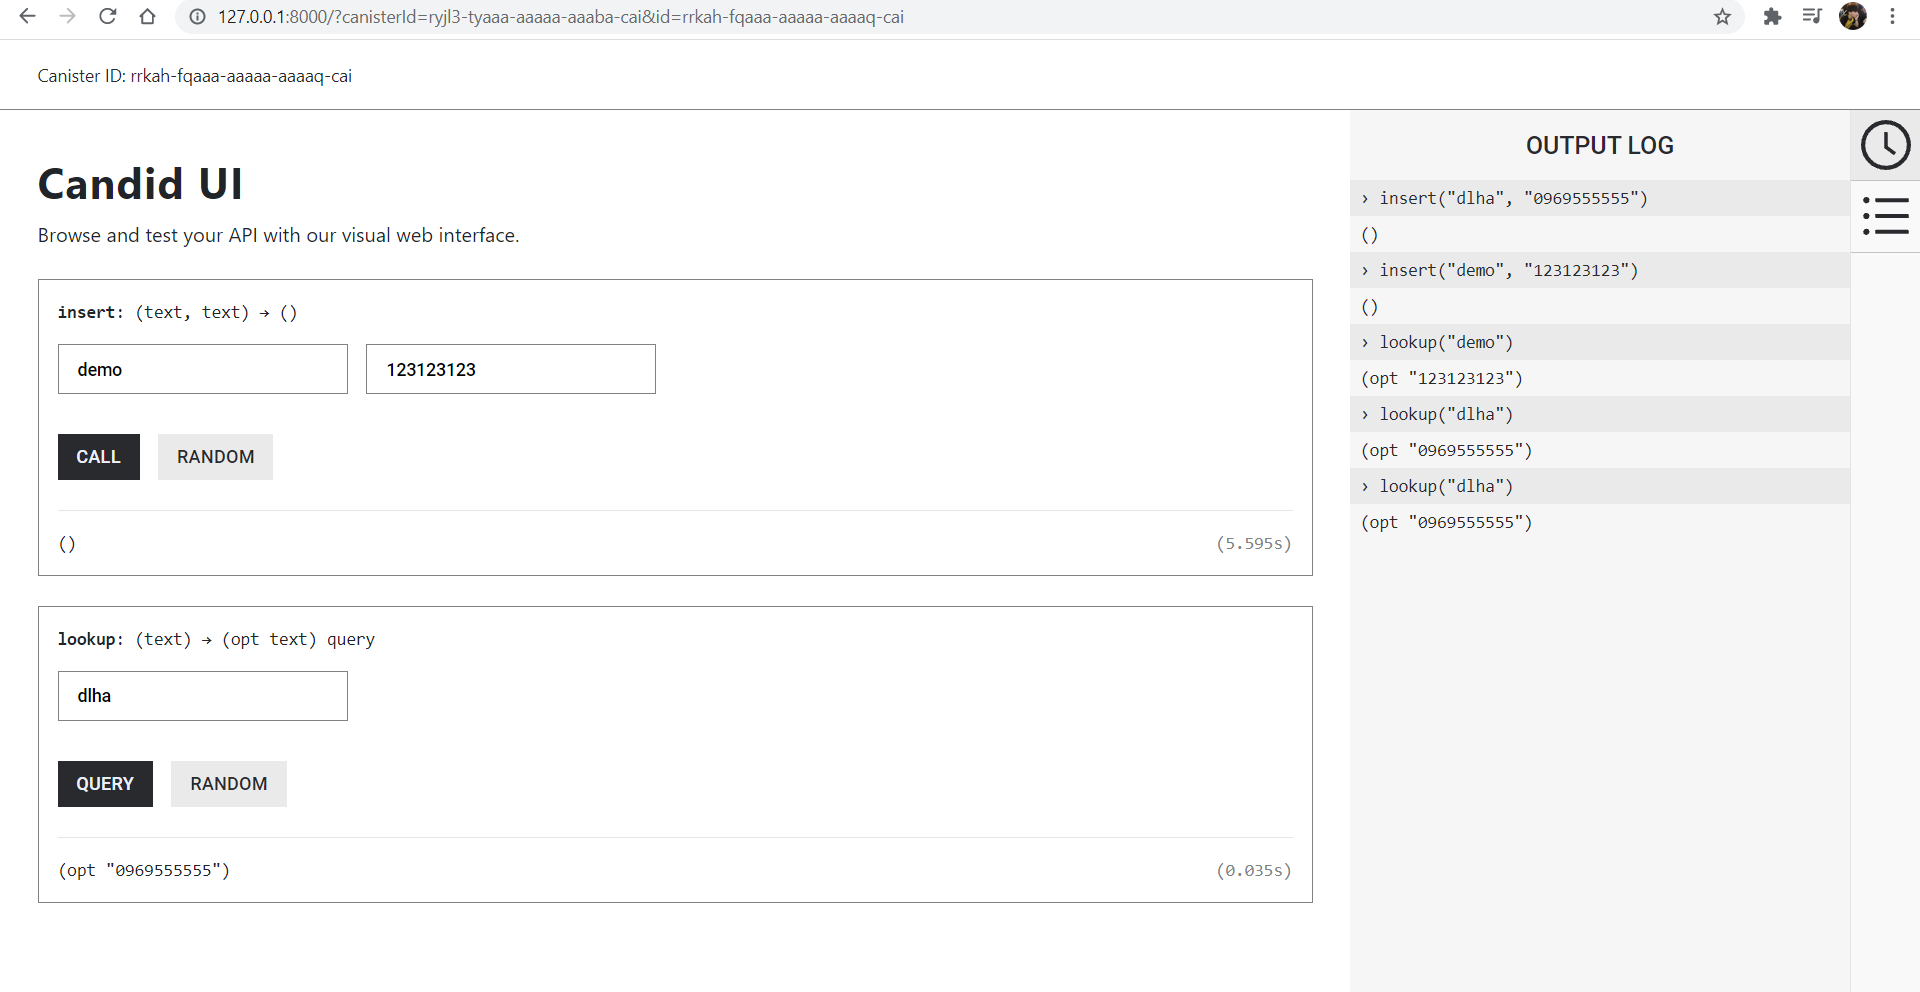 127.0.0.1:8000/?canisterId=ryjl3-tyaaa-aaaaa-aaaba-cai&id=rrkah-fqaaa-aaaaa-aaaaq-cai
Canister ID: rrkah-fqaaa-aaaaa-aaaaq-cai
Candid UI
Browse and test your API with our visual web interface.
insert: (text, text) → ()
demo 123123123
CALL RANDOM
() (5.595s)
lookup: (text) → (opt text) query
dlha
QUERY RANDOM
(opt "0969555555") (0.035s)
OUTPUT LOG
› insert("dlha", "0969555555")
()
› insert("demo", "123123123")
()
› lookup("demo")
(opt "123123123")
› lookup("dlha")
(opt "0969555555")
› lookup("dlha")
(opt "0969555555")